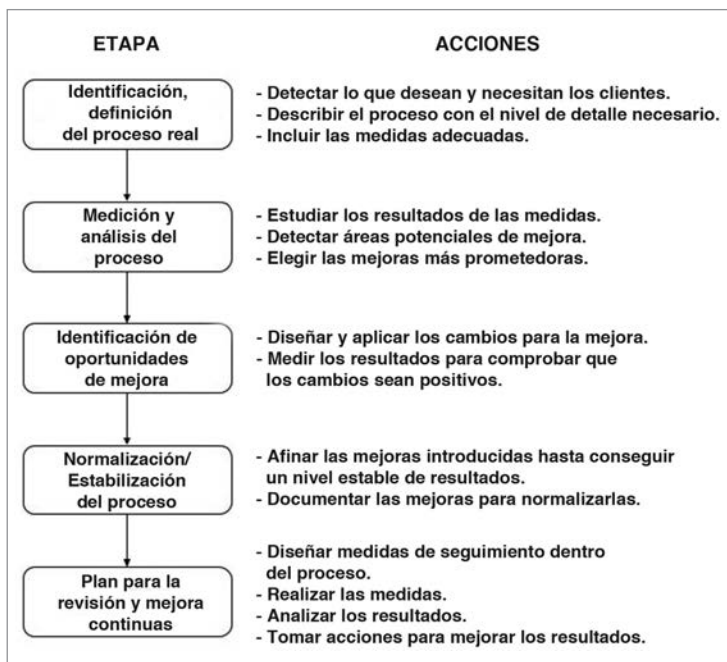 ETAPA
ACCIONES
Identificación,
definición
del proceso real
- Detectar lo que desean y necesitan los clientes.
- Describir el proceso con el nivel de detalle necesario.
- Incluir las medidas adecuadas.
Medición y
análisis del
proceso
- Estudiar los resultados de las medidas.
- Detectar áreas potenciales de mejora.
- Elegir las mejoras más prometedoras.
Identificación de
oportunidades
de mejora
- Diseñar y aplicar los cambios para la mejora.
- Medir los resultados para comprobar que
los cambios sean positivos.
Normalización/
Estabilización
del proceso
- Afinar las mejoras introducidas hasta conseguir
un nivel estable de resultados.
- Documentar las mejoras para normalizarlas.
Plan para la
revisión y mejora
continuas
- Diseñar medidas de seguimiento dentro
del proceso.
- Realizar las medidas.
- Analizar los resultados.
- Tomar acciones para mejorar los resultados.